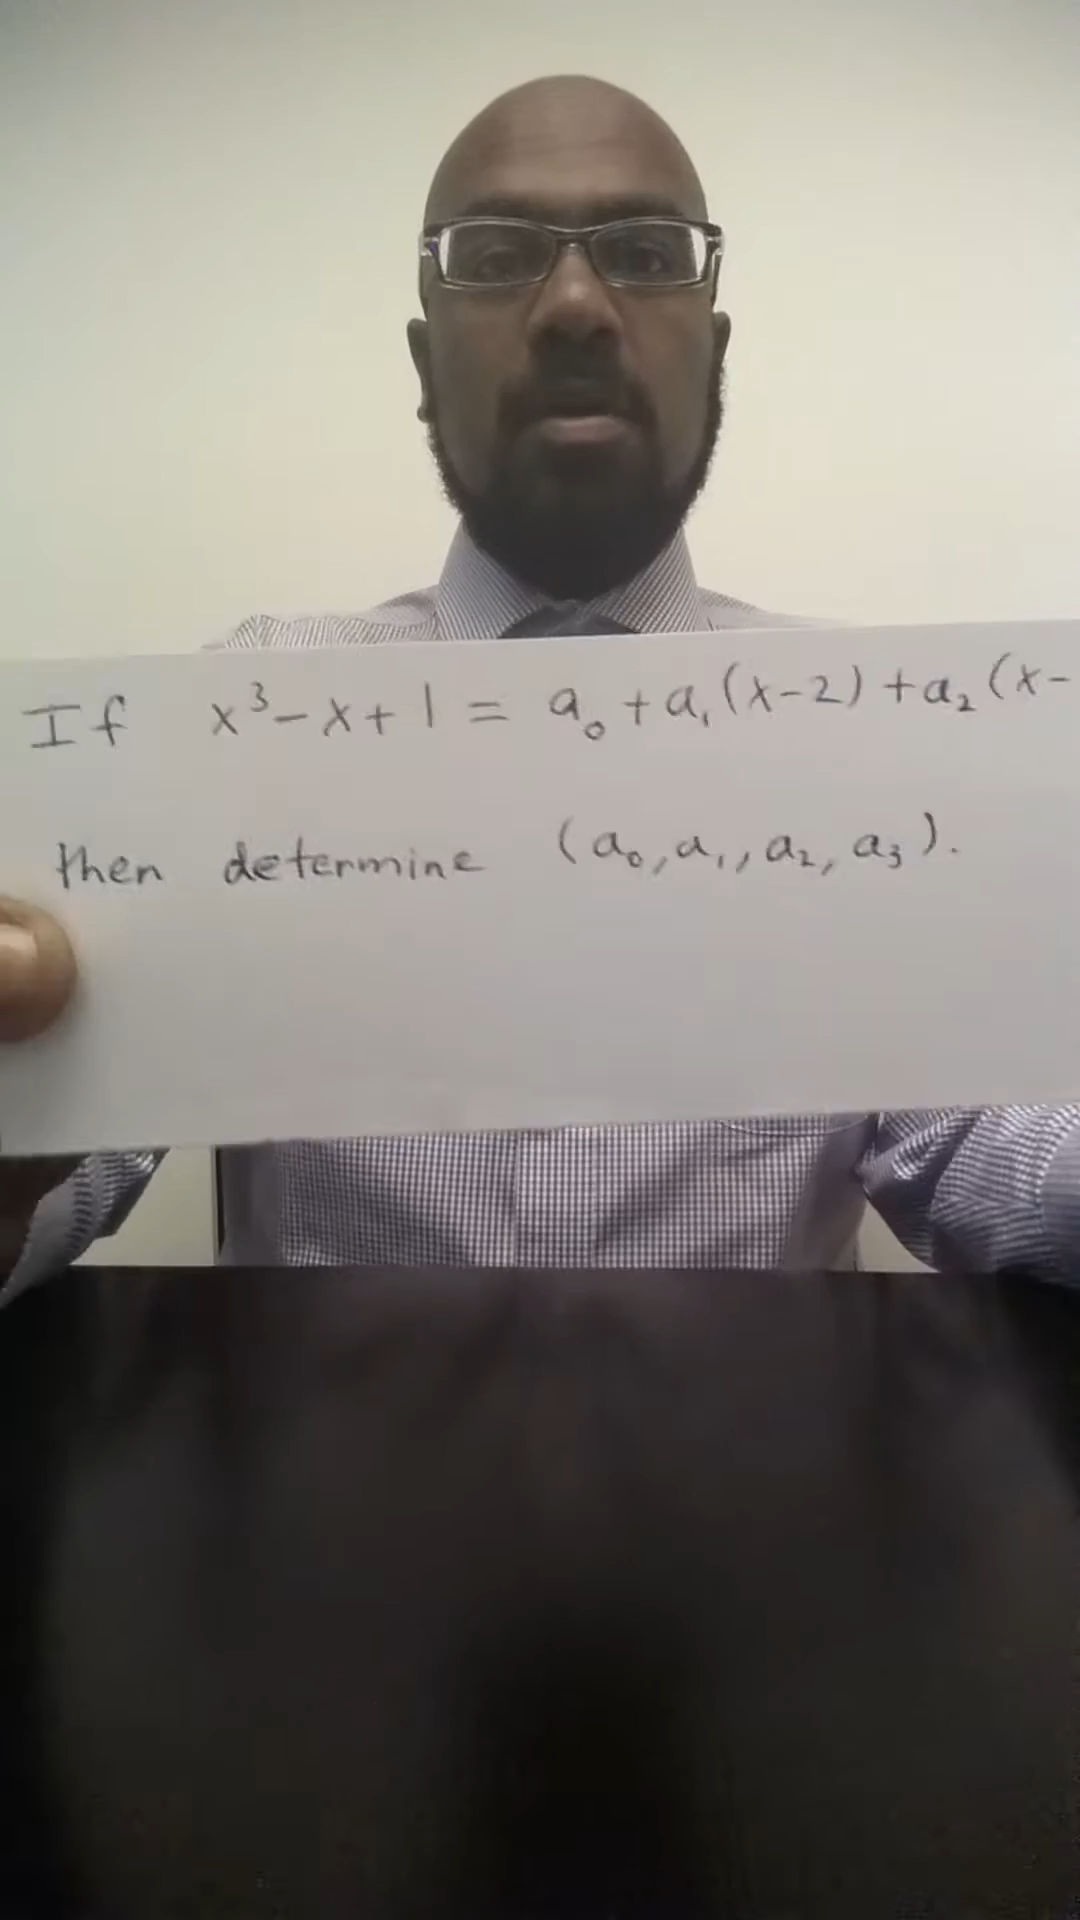 If x³-x+1 = a₀+a₁(x-2)+a₂(x-
then determine (a₀,a₁,a₂,a₃).